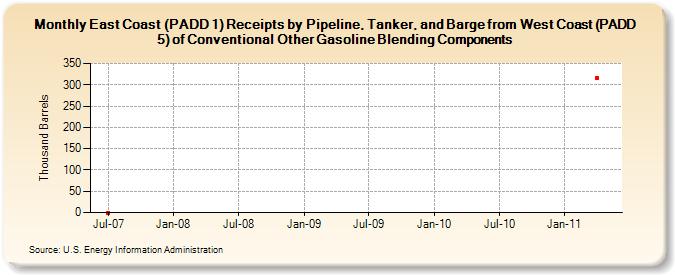 Monthly East Coast (PADD 1) Receipts by Pipeline, Tanker, and Barge from West Coast (PADD
5) of Conventional Other Gasoline Blending Components
Thousand Barrels
350
300
250
200
150
100
50
0
Jul-07 Jan-08 Jul-08 Jan-09 Jul-09 Jan-10 Jul-10 Jan-11
Source: U.S. Energy Information Administration